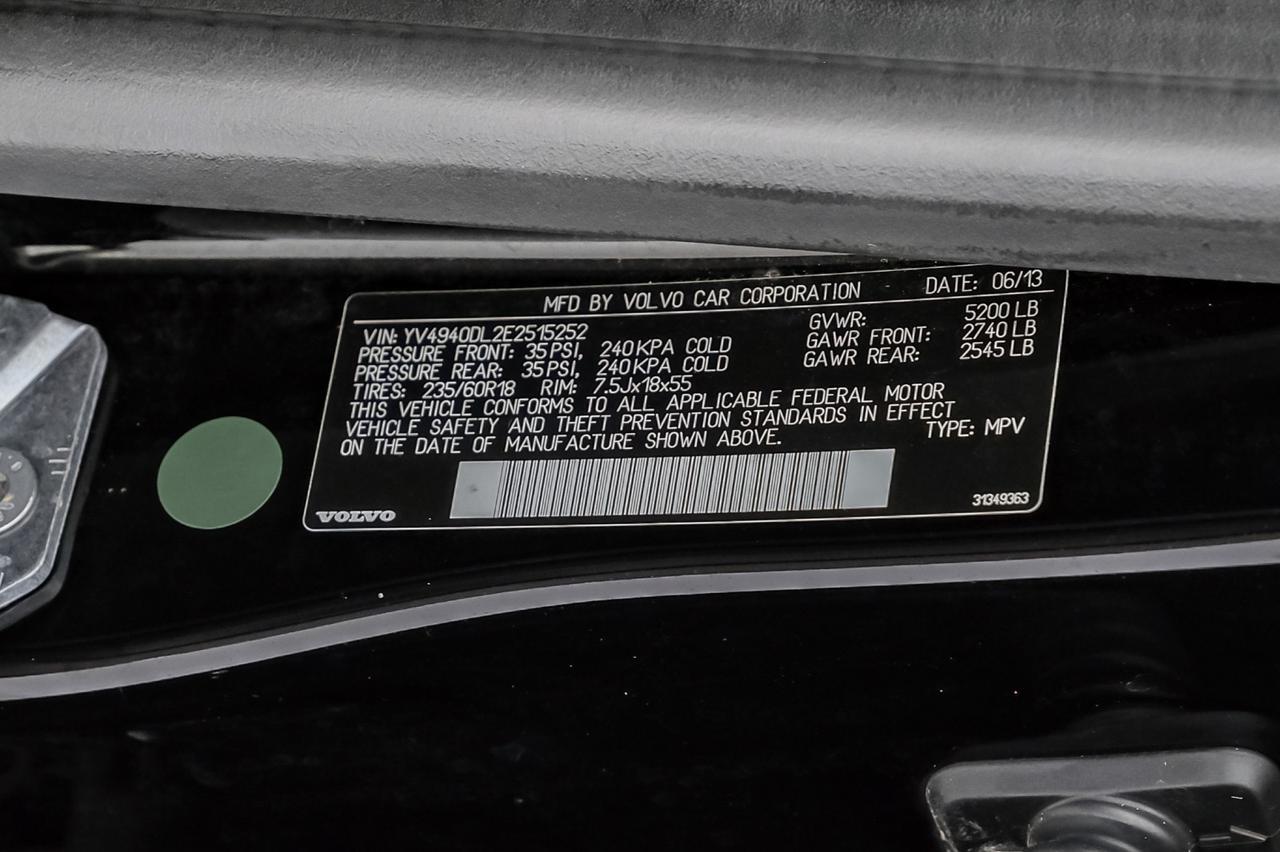 MFD BY VOLVO CAR CORPORATION DATE: 06/13
VIN: YV4940DL2E2515252 GVWR: 5200 LB
PRESSURE FRONT: 35 PSI, 240 KPA COLD GAWR FRONT: 2740 LB
PRESSURE REAR: 35 PSI, 240 KPA COLD GAWR REAR: 2545 LB
TIRES: 235/60R18 RIM: 7.5Jx18x55
THIS VEHICLE CONFORMS TO ALL APPLICABLE FEDERAL MOTOR
VEHICLE SAFETY AND THEFT PREVENTION STANDARDS IN EFFECT
ON THE DATE OF MANUFACTURE SHOWN ABOVE. TYPE: MPV
VOLVO 31349363